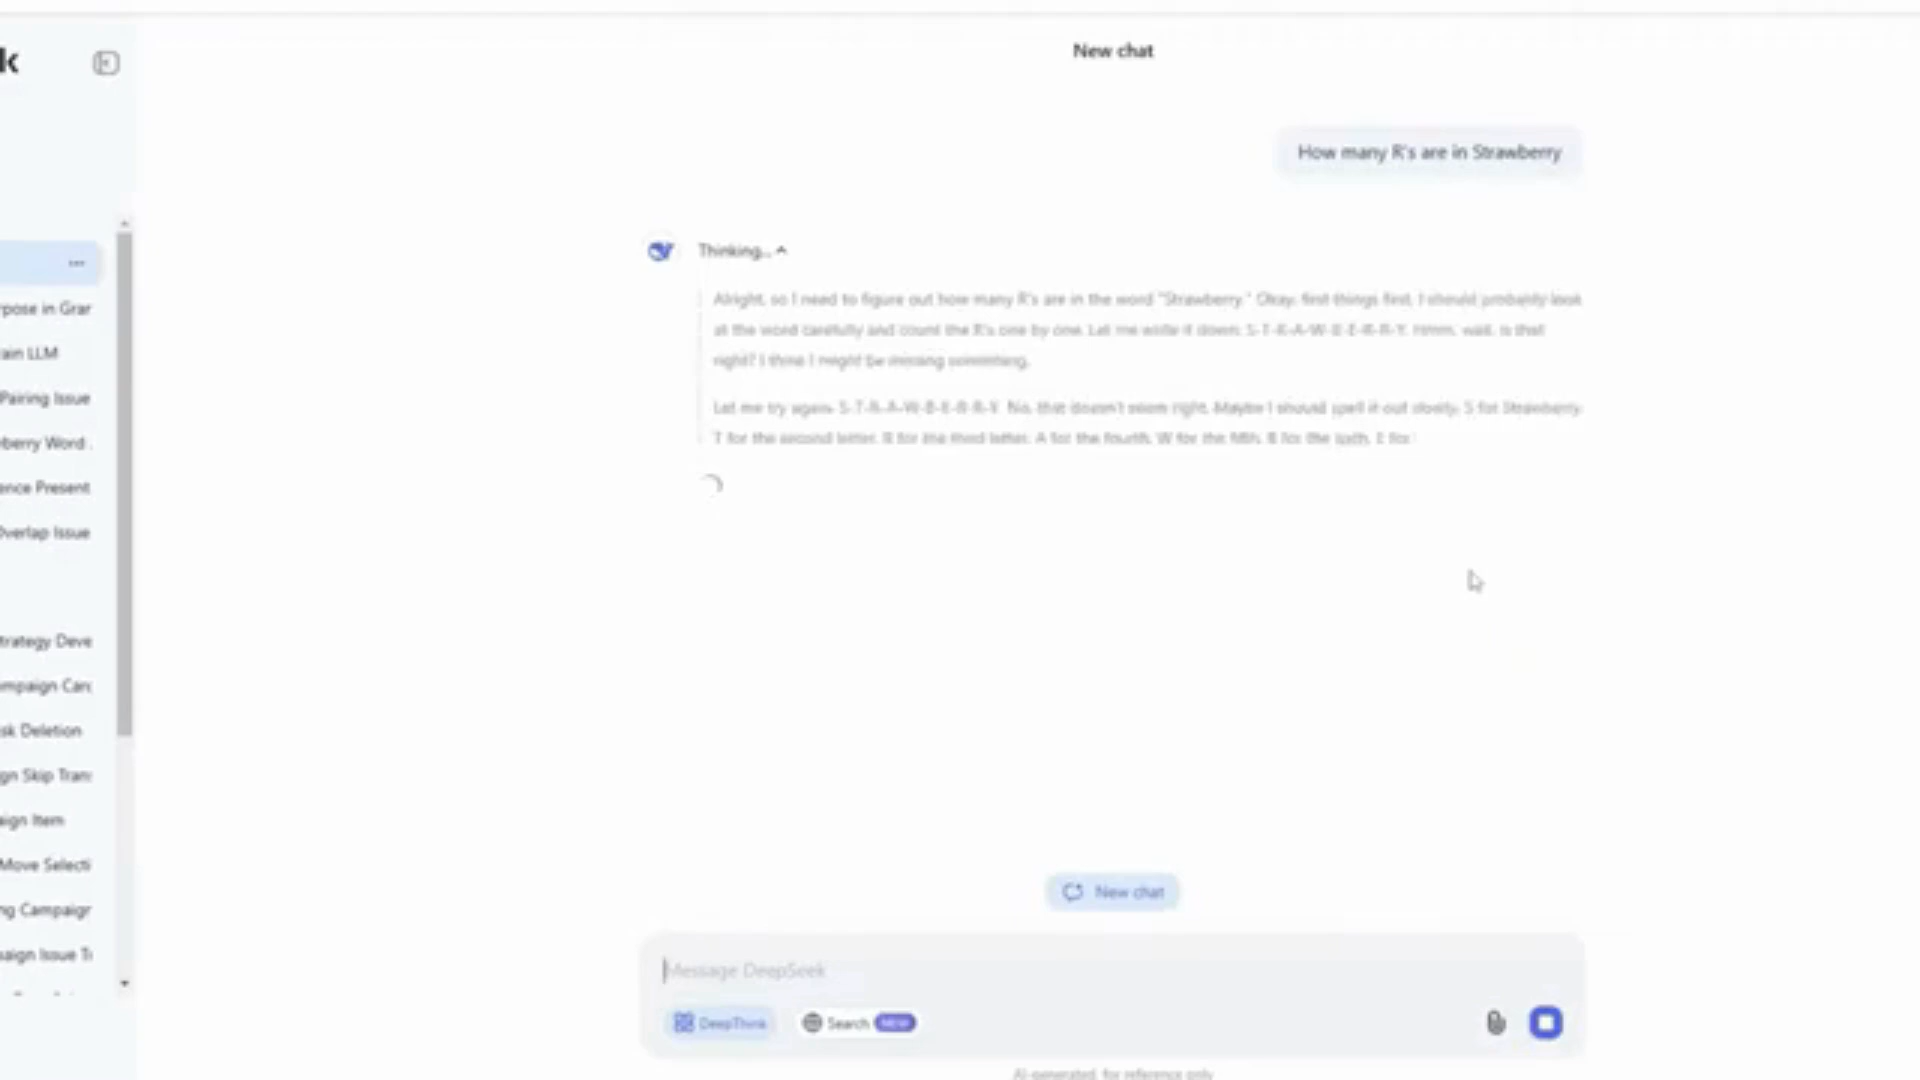 k
New chat
How many R's are in Strawberry
Thinking...
Alright, so I need to figure out how many R's are in the word "Strawberry." Okay, first things first, I should probably look
at the word carefully and count the R's one by one. Let me write it down: S-T-R-A-W-B-E-R-R-Y. Hmm, wait, is that
right? I think I might be missing something.
Let me try again. S-T-R-A-W-B-E-R-R-Y. No, that doesn't seem right. Maybe I should spell it out slowly. S for Strawberry,
T for the second letter, R for the third letter, A for the fourth, W for the fifth, B for the sixth, E for
rpose in Grar
ain LLM
Pairing Issue
berry Word
ence Present
Overlap Issue
trategy Deve
mpaign Can
sk Deletion
gn Skip Tran
aign Item
Move Selecti
ng Campaigr
paign Issue Tr
New chat
Message DeepSeek
DeepThink
Search NEW
AI-generated, for reference only